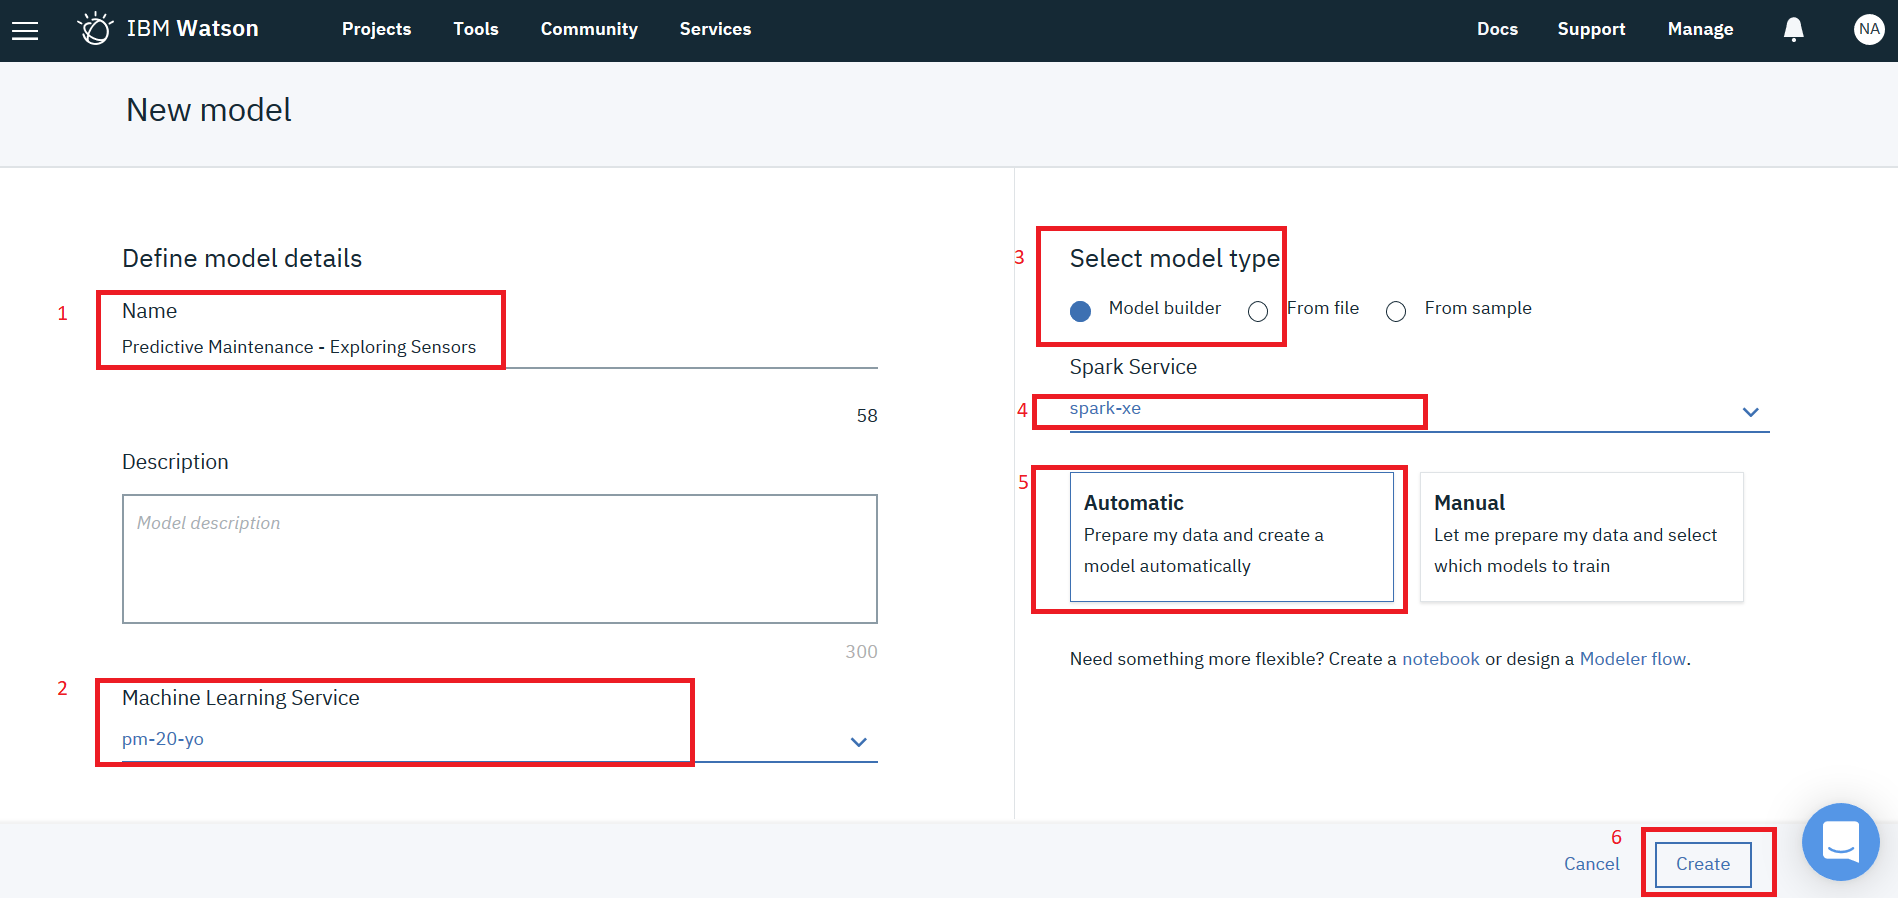 IBM Watson
Projects
Tools
Community
Services
Docs
Support
Manage
NA
New model
Define model details
1
Name
Predictive Maintenance - Exploring Sensors
58
Description
Model description
300
2
Machine Learning Service
pm-20-yo
3
Select model type
Model builder
From file
From sample
Spark Service
4
spark-xe
5
Automatic
Prepare my data and create a
model automatically
Manual
Let me prepare my data and select
which models to train
Need something more flexible? Create a notebook or design a Modeler flow.
6
Cancel
Create